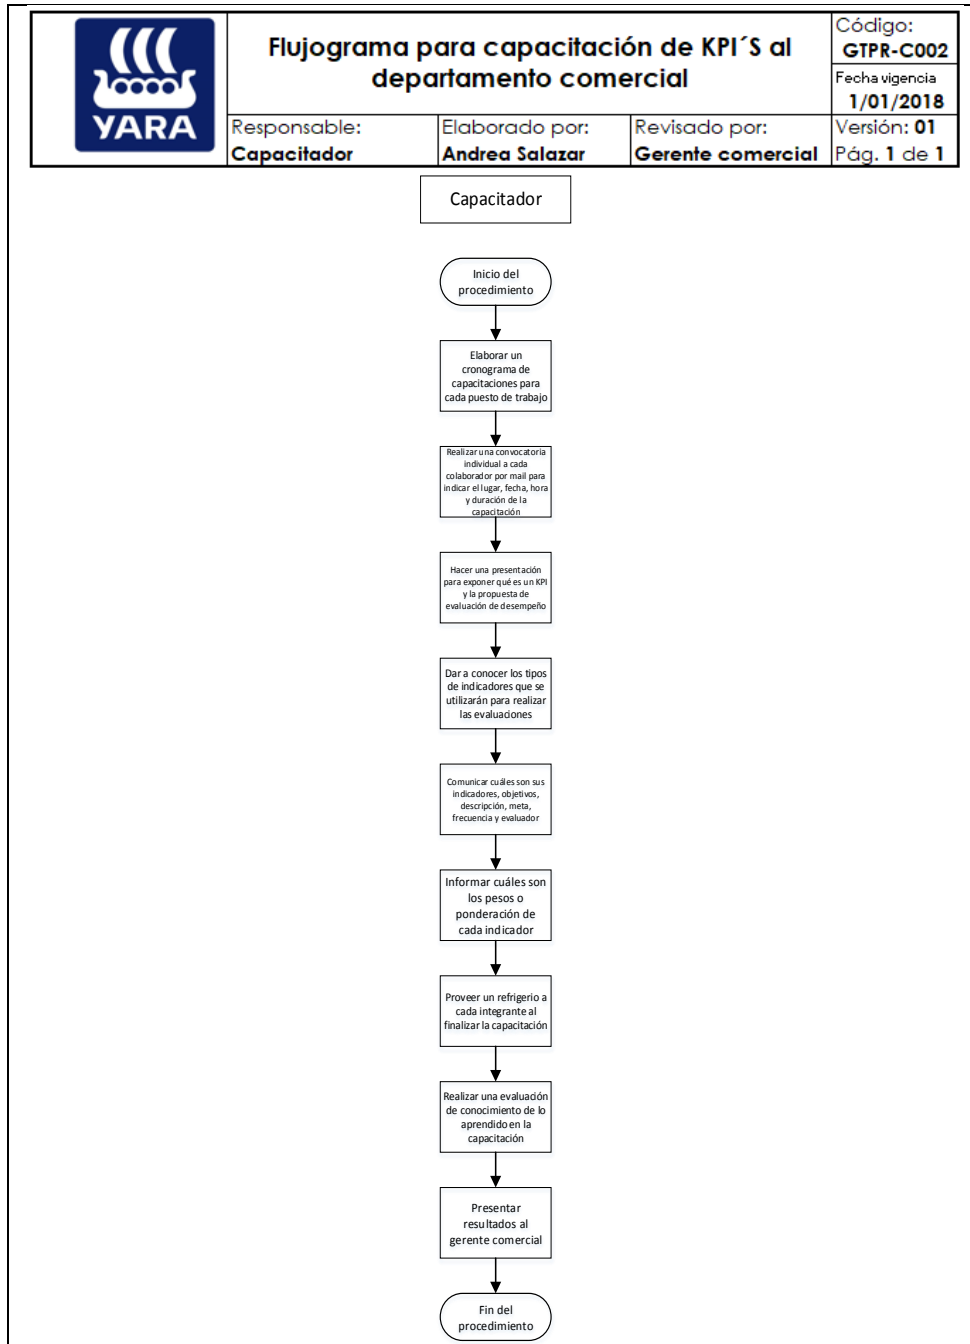 YARA
Flujograma para capacitación de KPI´S al
departamento comercial
Código:
GTPR-C002
Fecha vigencia
1/01/2018
Responsable:
Capacitador
Elaborado por:
Andrea Salazar
Revisado por:
Gerente comercial
Versión: 01
Pág. 1 de 1
Capacitador
Inicio del
procedimiento
Elaborar un
cronograma de
capacitaciones para
cada puesto de trabajo
Realizar una convocatoria
individual a cada
colaborador por mail para
indicar el lugar, fecha, hora
y duración de la
capacitación
Hacer una presentación
para exponer qué es un KPI
y la propuesta de
evaluación de desempeño
Dar a conocer los tipos
de indicadores que se
utilizarán para realizar
las evaluaciones
Comunicar cuáles son sus
indicadores, objetivos,
descripción, meta,
frecuencia y evaluador
Informar cuáles son
los pesos o
ponderación de
cada indicador
Proveer un refrigerio a
cada integrante al
finalizar la capacitación
Realizar una evaluación
de conocimiento de lo
aprendido en la
capacitación
Presentar
resultados al
gerente comercial
Fin del
procedimiento